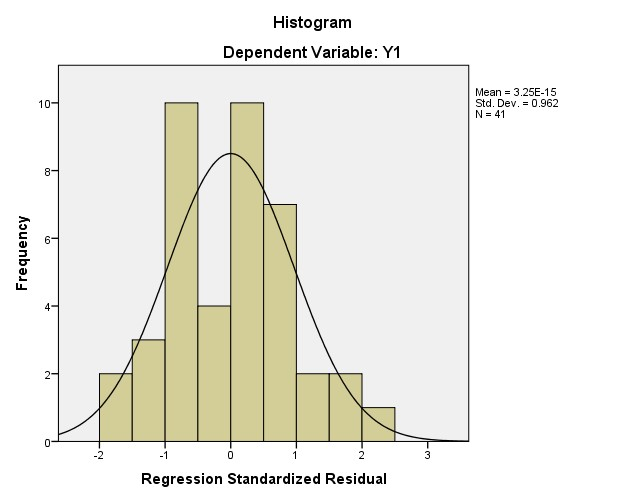 Histogram
Dependent Variable: Y1
Mean = 3.25E-15
Std. Dev. = 0.962
N = 41
Frequency
10
8
6
4
2
0
-2
-1
0
1
2
3
Regression Standardized Residual